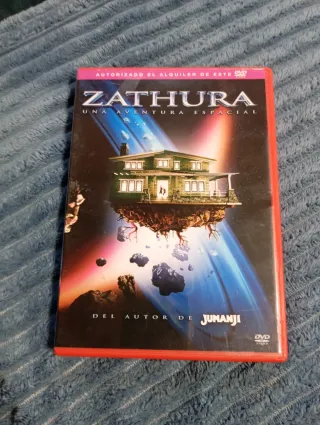 AUTORIZADO EL ALQUILER DE ESTE DVD
ZATHURA
UNA AVENTURA ESPACIAL
DEL AUTOR DE JUMANJI
DVD